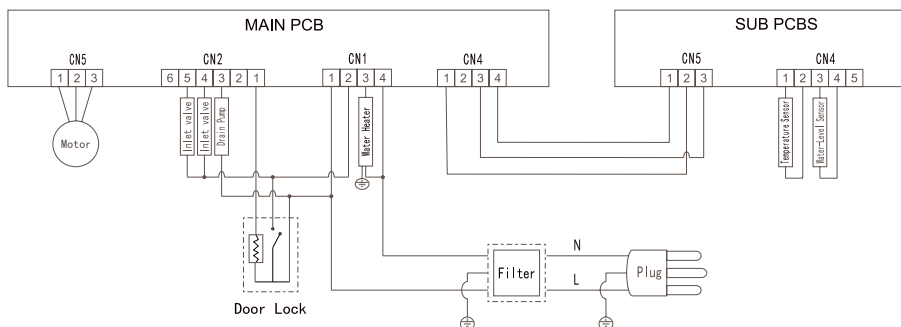 MAIN PCB
SUB PCBS
CN5
CN2
CN1
CN4
CN5
CN4
1 2 3
6 5 4 3 2 1
1 2 3 4
1 2 3 4
1 2 3
1 2 3 4 5
Motor
Inlet valve
Inlet valve
Drain Pump
Water Heater
Temperature Sensor
Water-Level Sensor
Door Lock
Filter
N
L
Plug